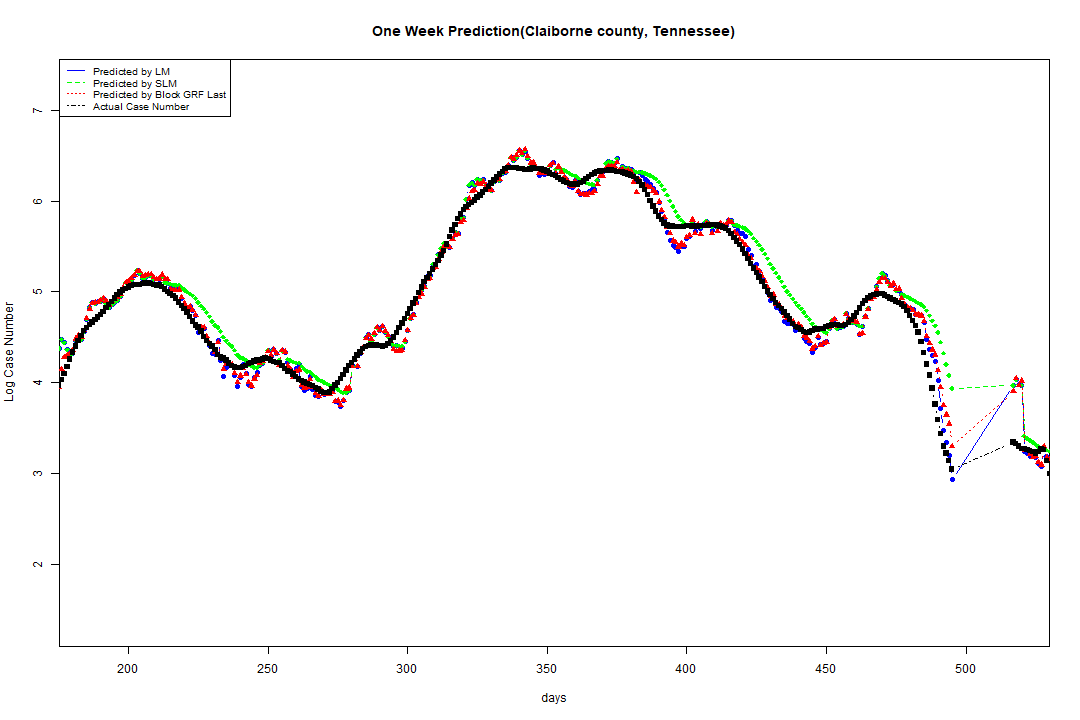 One Week Prediction(Claiborne county, Tennessee)
Predicted by LM
Predicted by SLM
Predicted by Block GRF Last
Actual Case Number
7
6
5
4
3
2
Log Case Number
200 250 300 350 400 450 500
days